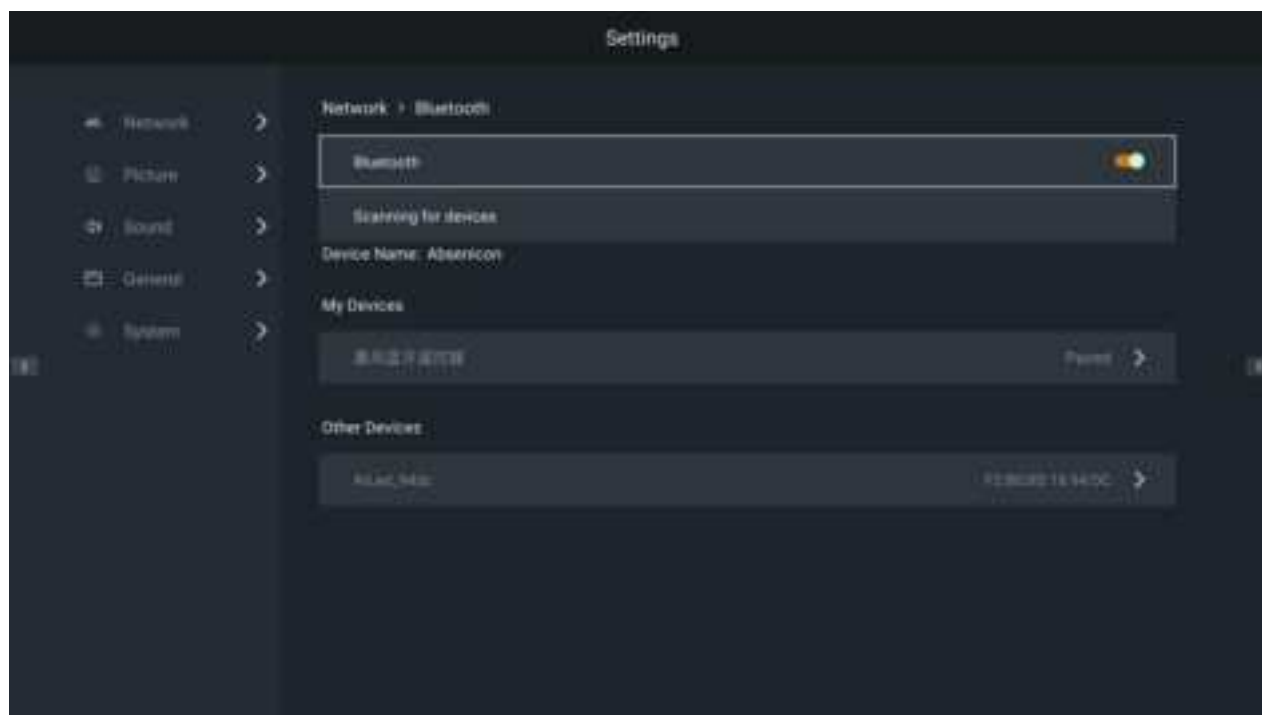 Settings
Network
Picture
Sound
General
System
Network > Bluetooth
Bluetooth
Scanning for devices
Device Name: Absenicon
My Devices
Paired
Other Devices